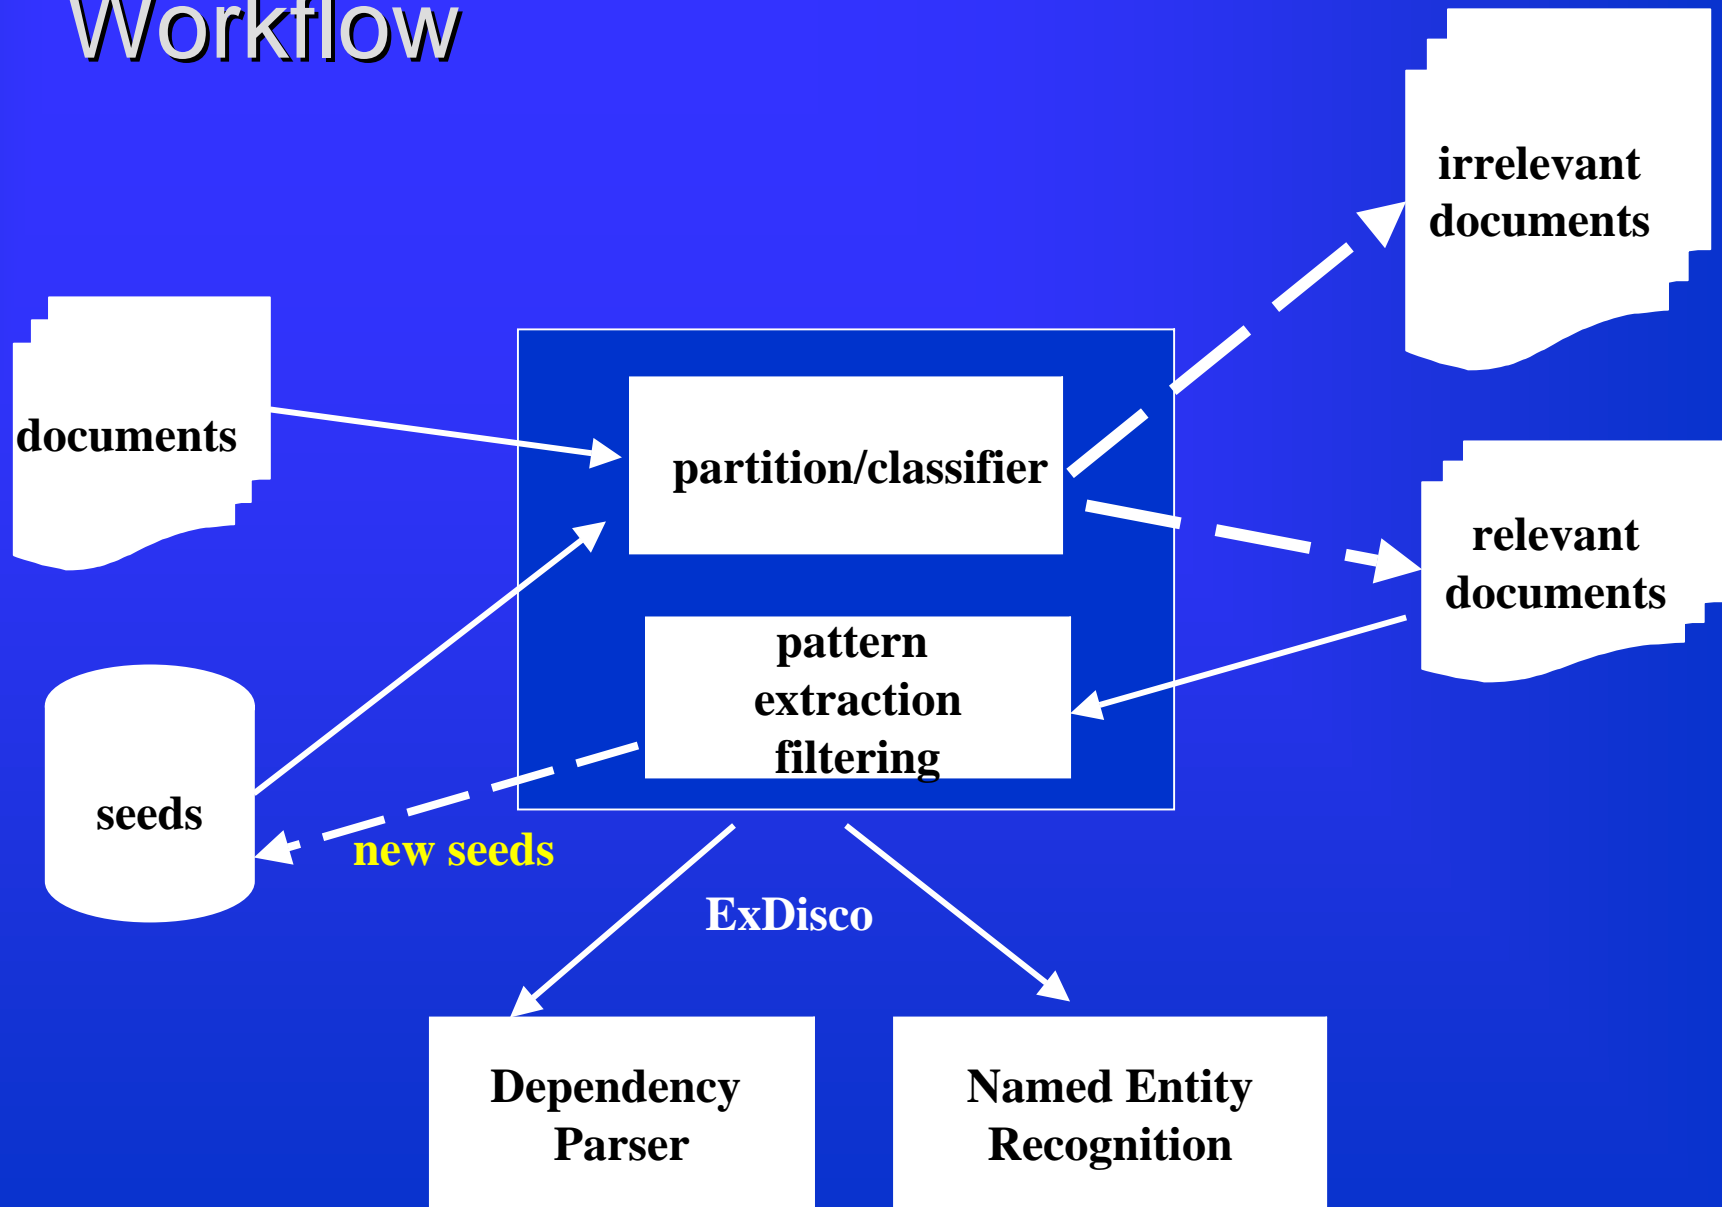 Workflow
irrelevant
documents
documents
partition/classifier
relevant
documents
pattern
extraction
filtering
seeds
new seeds
ExDisco
Dependency
Parser
Named Entity
Recognition